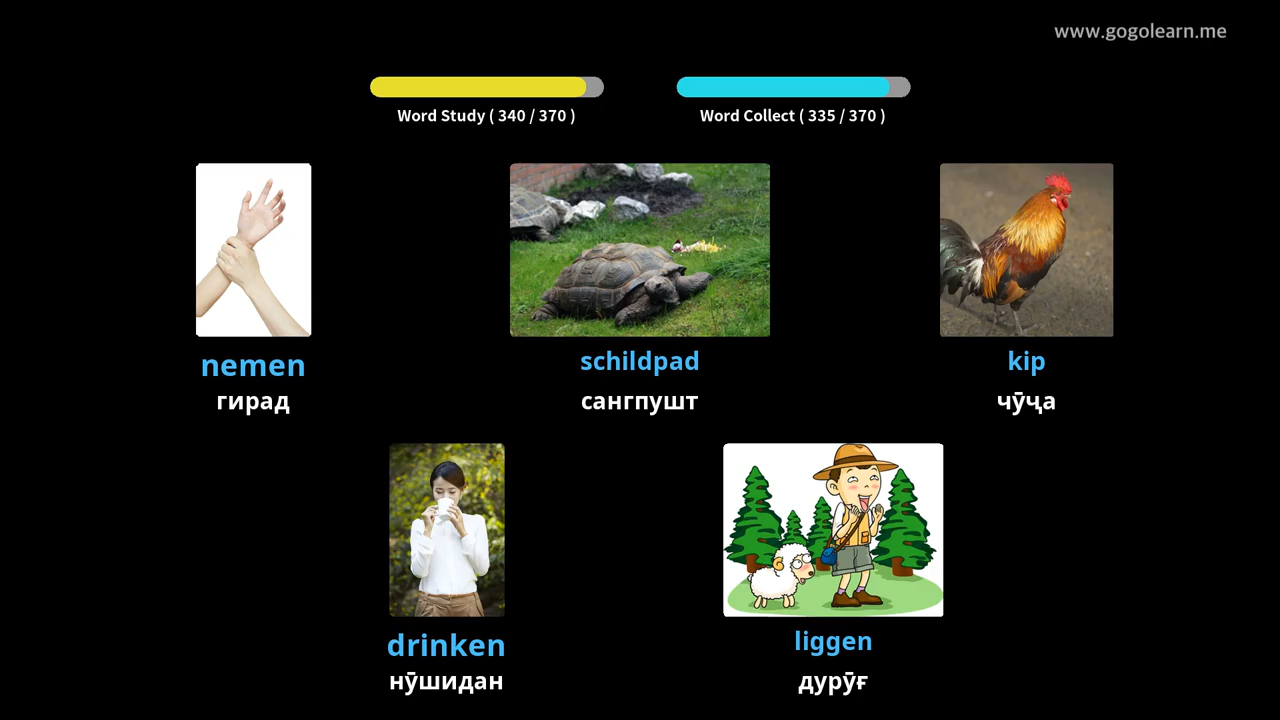 www.gogolearn.me
Word Study ( 340 / 370 )
Word Collect ( 335 / 370 )
nemen
гирад
schildpad
сангпушт
kip
чӯҷа
drinken
нӯшидан
liggen
дурӯғ